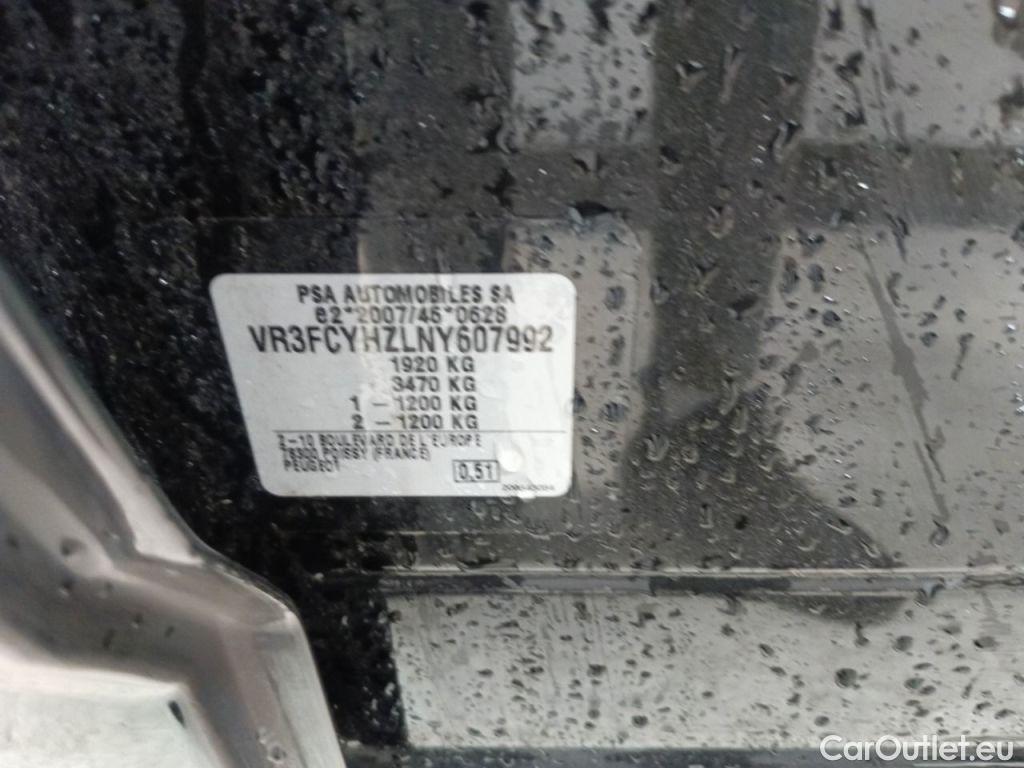 PSA AUTOMOBILES SA
e2*2007/46*0628
VR3FCYHZLNY607992
1920 KG
3470 KG
1 – 1200 KG
2 – 1200 KG
2–10 BOULEVARD DE L'EUROPE
78300 POISSY (FRANCE)
PEUGEOT
0,51
CarOutlet.eu